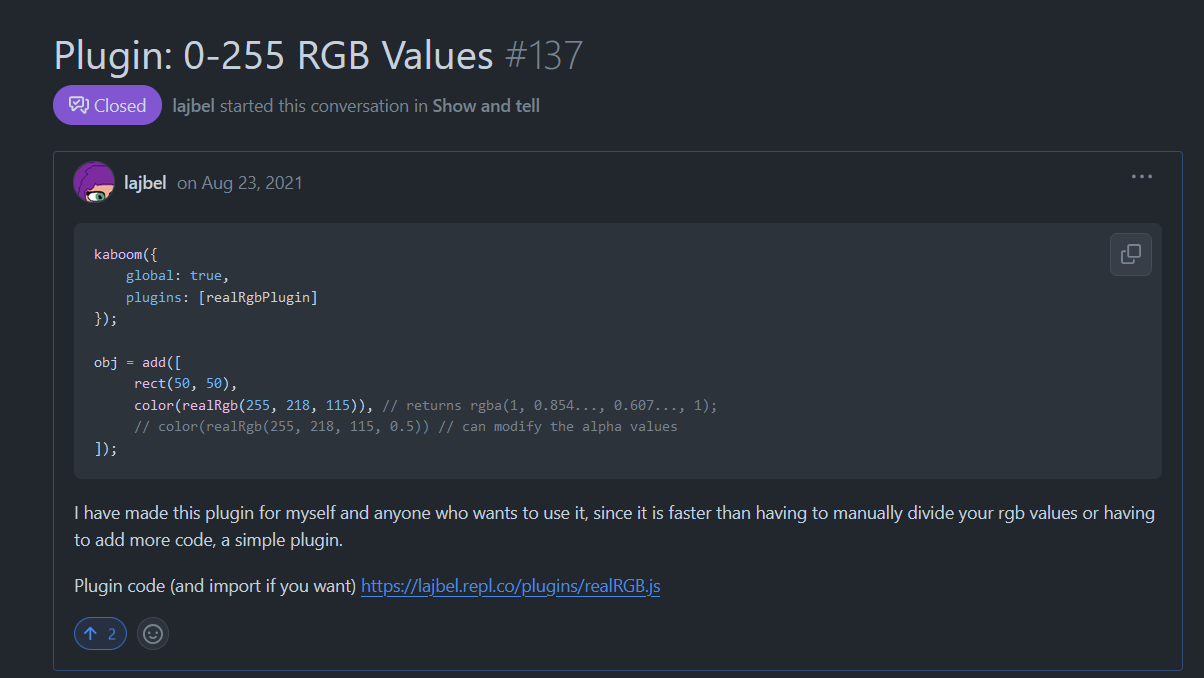 Plugin: 0-255 RGB Values #137
Closed lajbel started this conversation in Show and tell
lajbel on Aug 23, 2021
kaboom({
    global: true,
    plugins: [realRgbPlugin]
});

obj = add([
     rect(50, 50),
     color(realRgb(255, 218, 115)), // returns rgba(1, 0.854..., 0.607..., 1);
     // color(realRgb(255, 218, 115, 0.5)) // can modify the alpha values
]);
I have made this plugin for myself and anyone who wants to use it, since it is faster than having to manually divide your rgb values or having
to add more code, a simple plugin.
Plugin code (and import if you want) https://lajbel.repl.co/plugins/realRGB.js
2